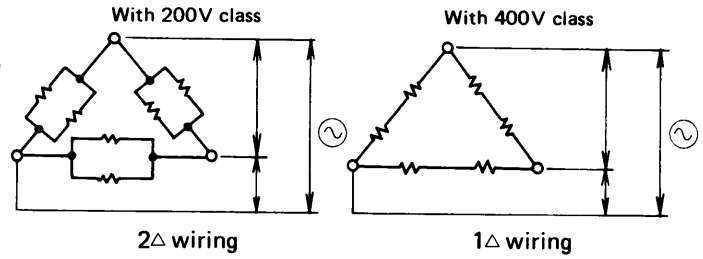 With 200V class
With 400V class
2△ wiring
1△ wiring